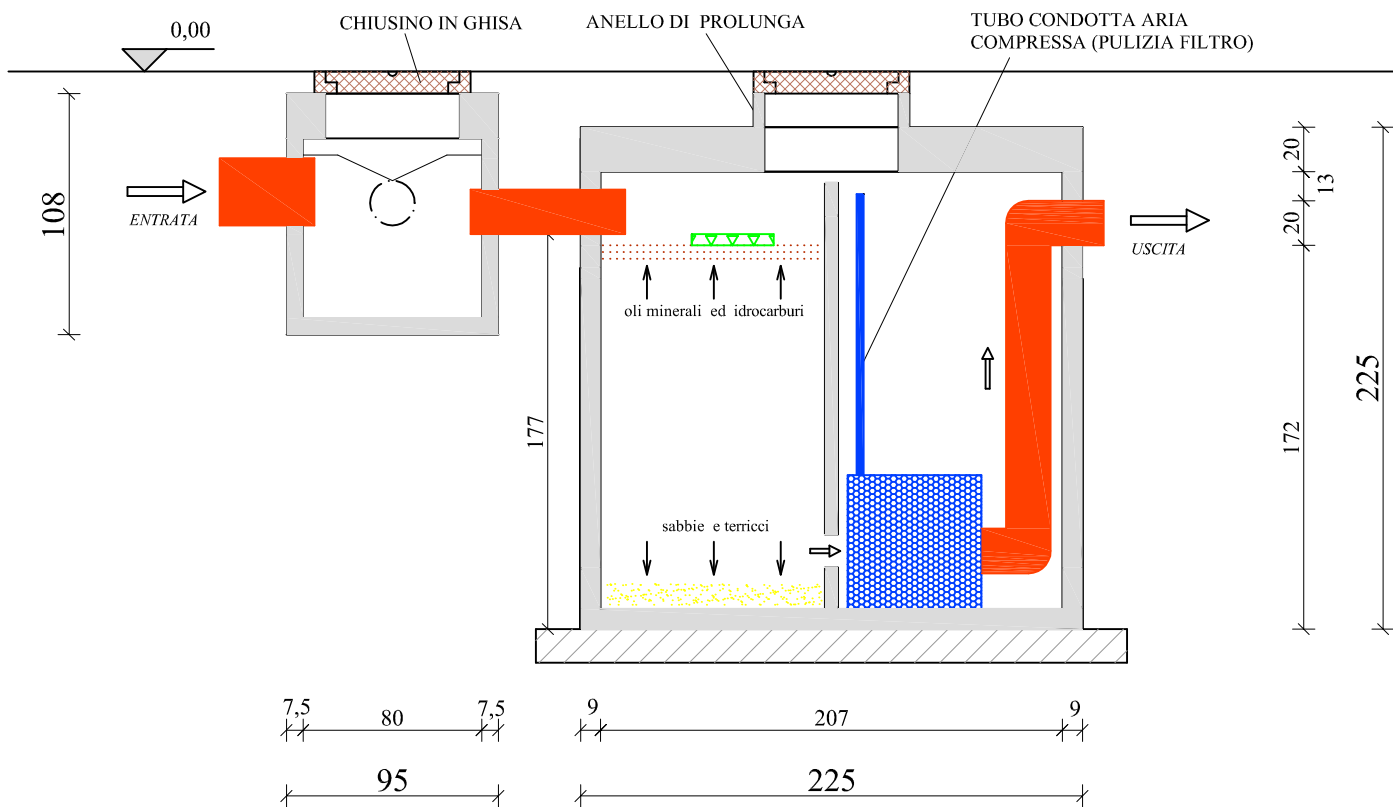 0,00
CHIUSINO IN GHISA
ANELLO DI PROLUNGA
TUBO CONDOTTA ARIA
COMPRESSA (PULIZIA FILTRO)
108
ENTRATA
20
13
20
USCITA
oli minerali ed idrocarburi
225
177
172
sabbie e terricci
7,5
80
7,5
9
207
9
95
225